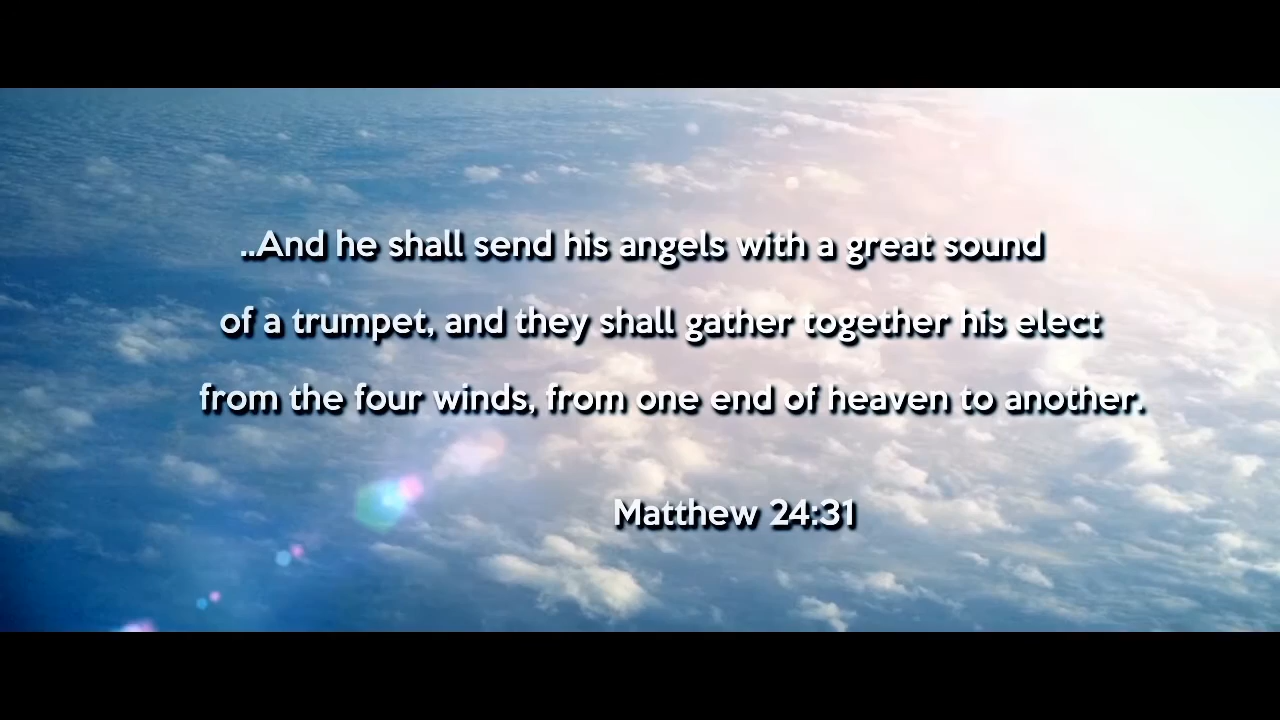 ..And he shall send his angels with a great sound
of a trumpet, and they shall gather together his elect
from the four winds, from one end of heaven to another.
Matthew 24:31